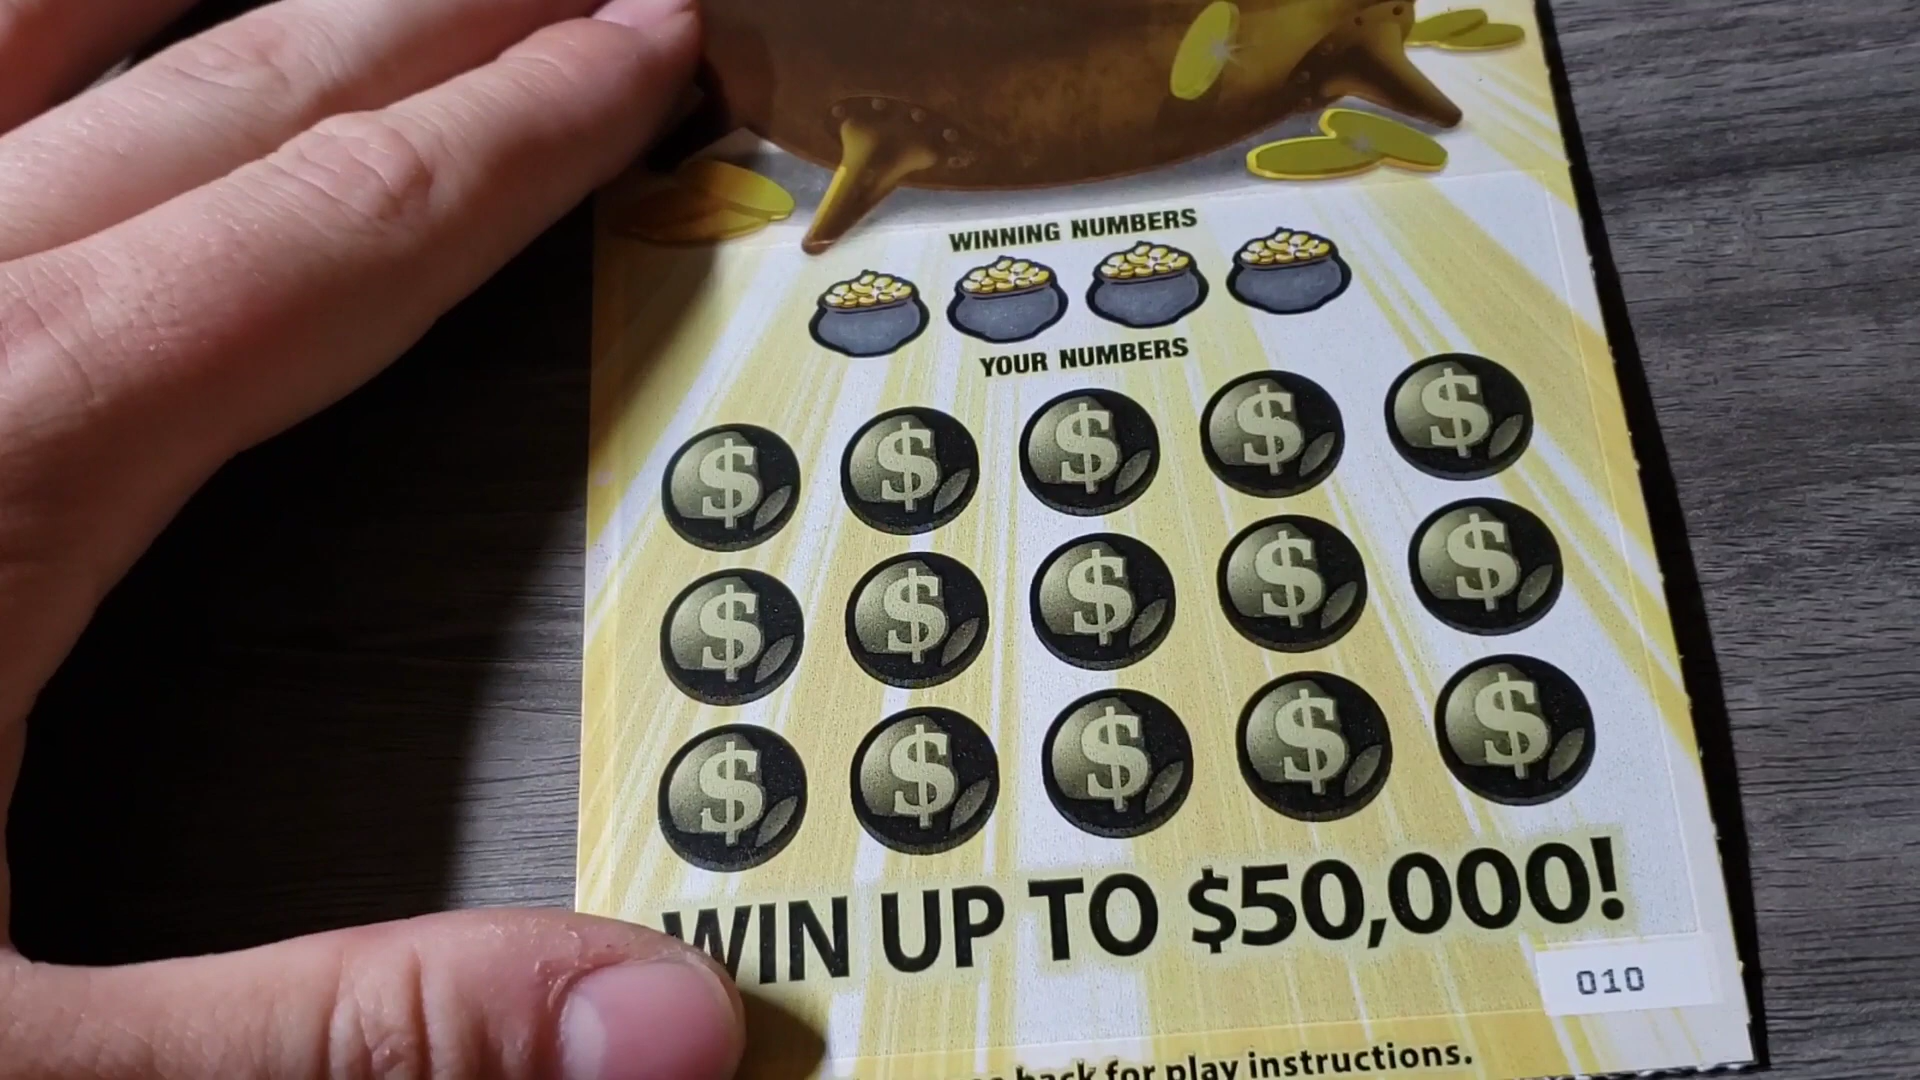 WINNING NUMBERS
YOUR NUMBERS
$ $ $ $ $
$ $ $ $ $
$ $ $ $ $
WIN UP TO $50,000!
010
back for play instructions.